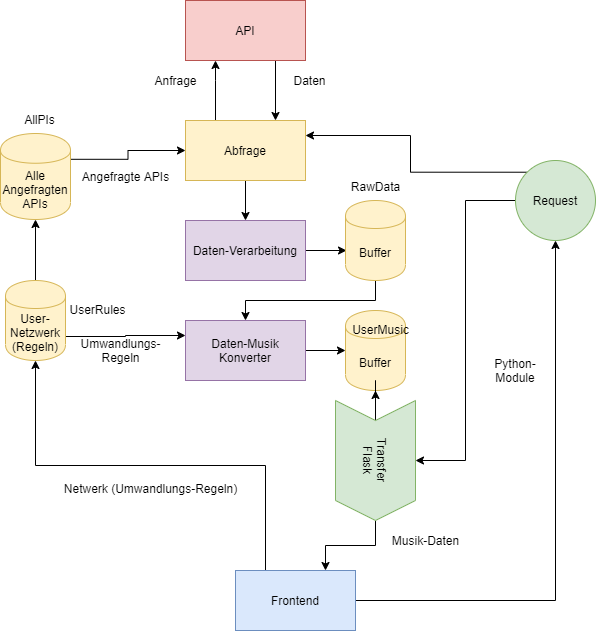 API
Anfrage
Daten
AllPIs
Abfrage
Alle
Angefragten
APIs
Angefragte APIs
RawData
Request
Daten-Verarbeitung
Buffer
UserRules
User-
Netzwerk
(Regeln)
Umwandlungs-
Regeln
Daten-Musik
Konverter
UserMusic
Buffer
Python-
Module
Transfer
Flask
Netwerk (Umwandlungs-Regeln)
Musik-Daten
Frontend